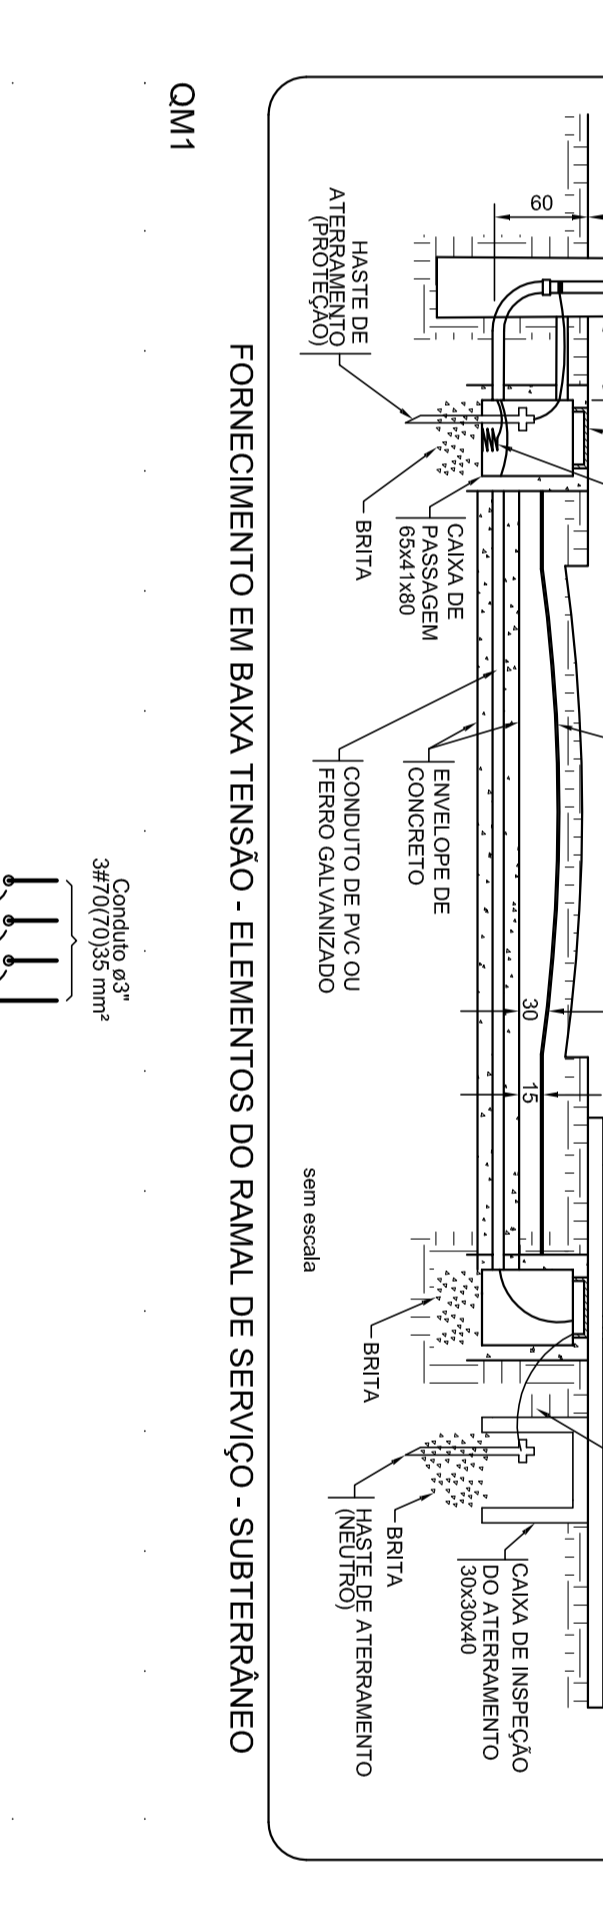 60
HASTE DE
ATERRAMENTO
(PROTEÇÃO)
BRITA
CAIXA DE
PASSAGEM
65x41x80
ENVELOPE DE
CONCRETO
CONDUTO DE PVC OU
FERRO GALVANIZADO
30
15
sem escala
BRITA
BRITA
HASTE DE ATERRAMENTO
(NEUTRO)
CAIXA DE INSPEÇÃO
DO ATERRAMENTO
30x30x40
FORNECIMENTO EM BAIXA TENSÃO - ELEMENTOS DO RAMAL DE SERVIÇO - SUBTERRÂNEO
QM1
Conduto ø3"
3#70(70)35 mm²